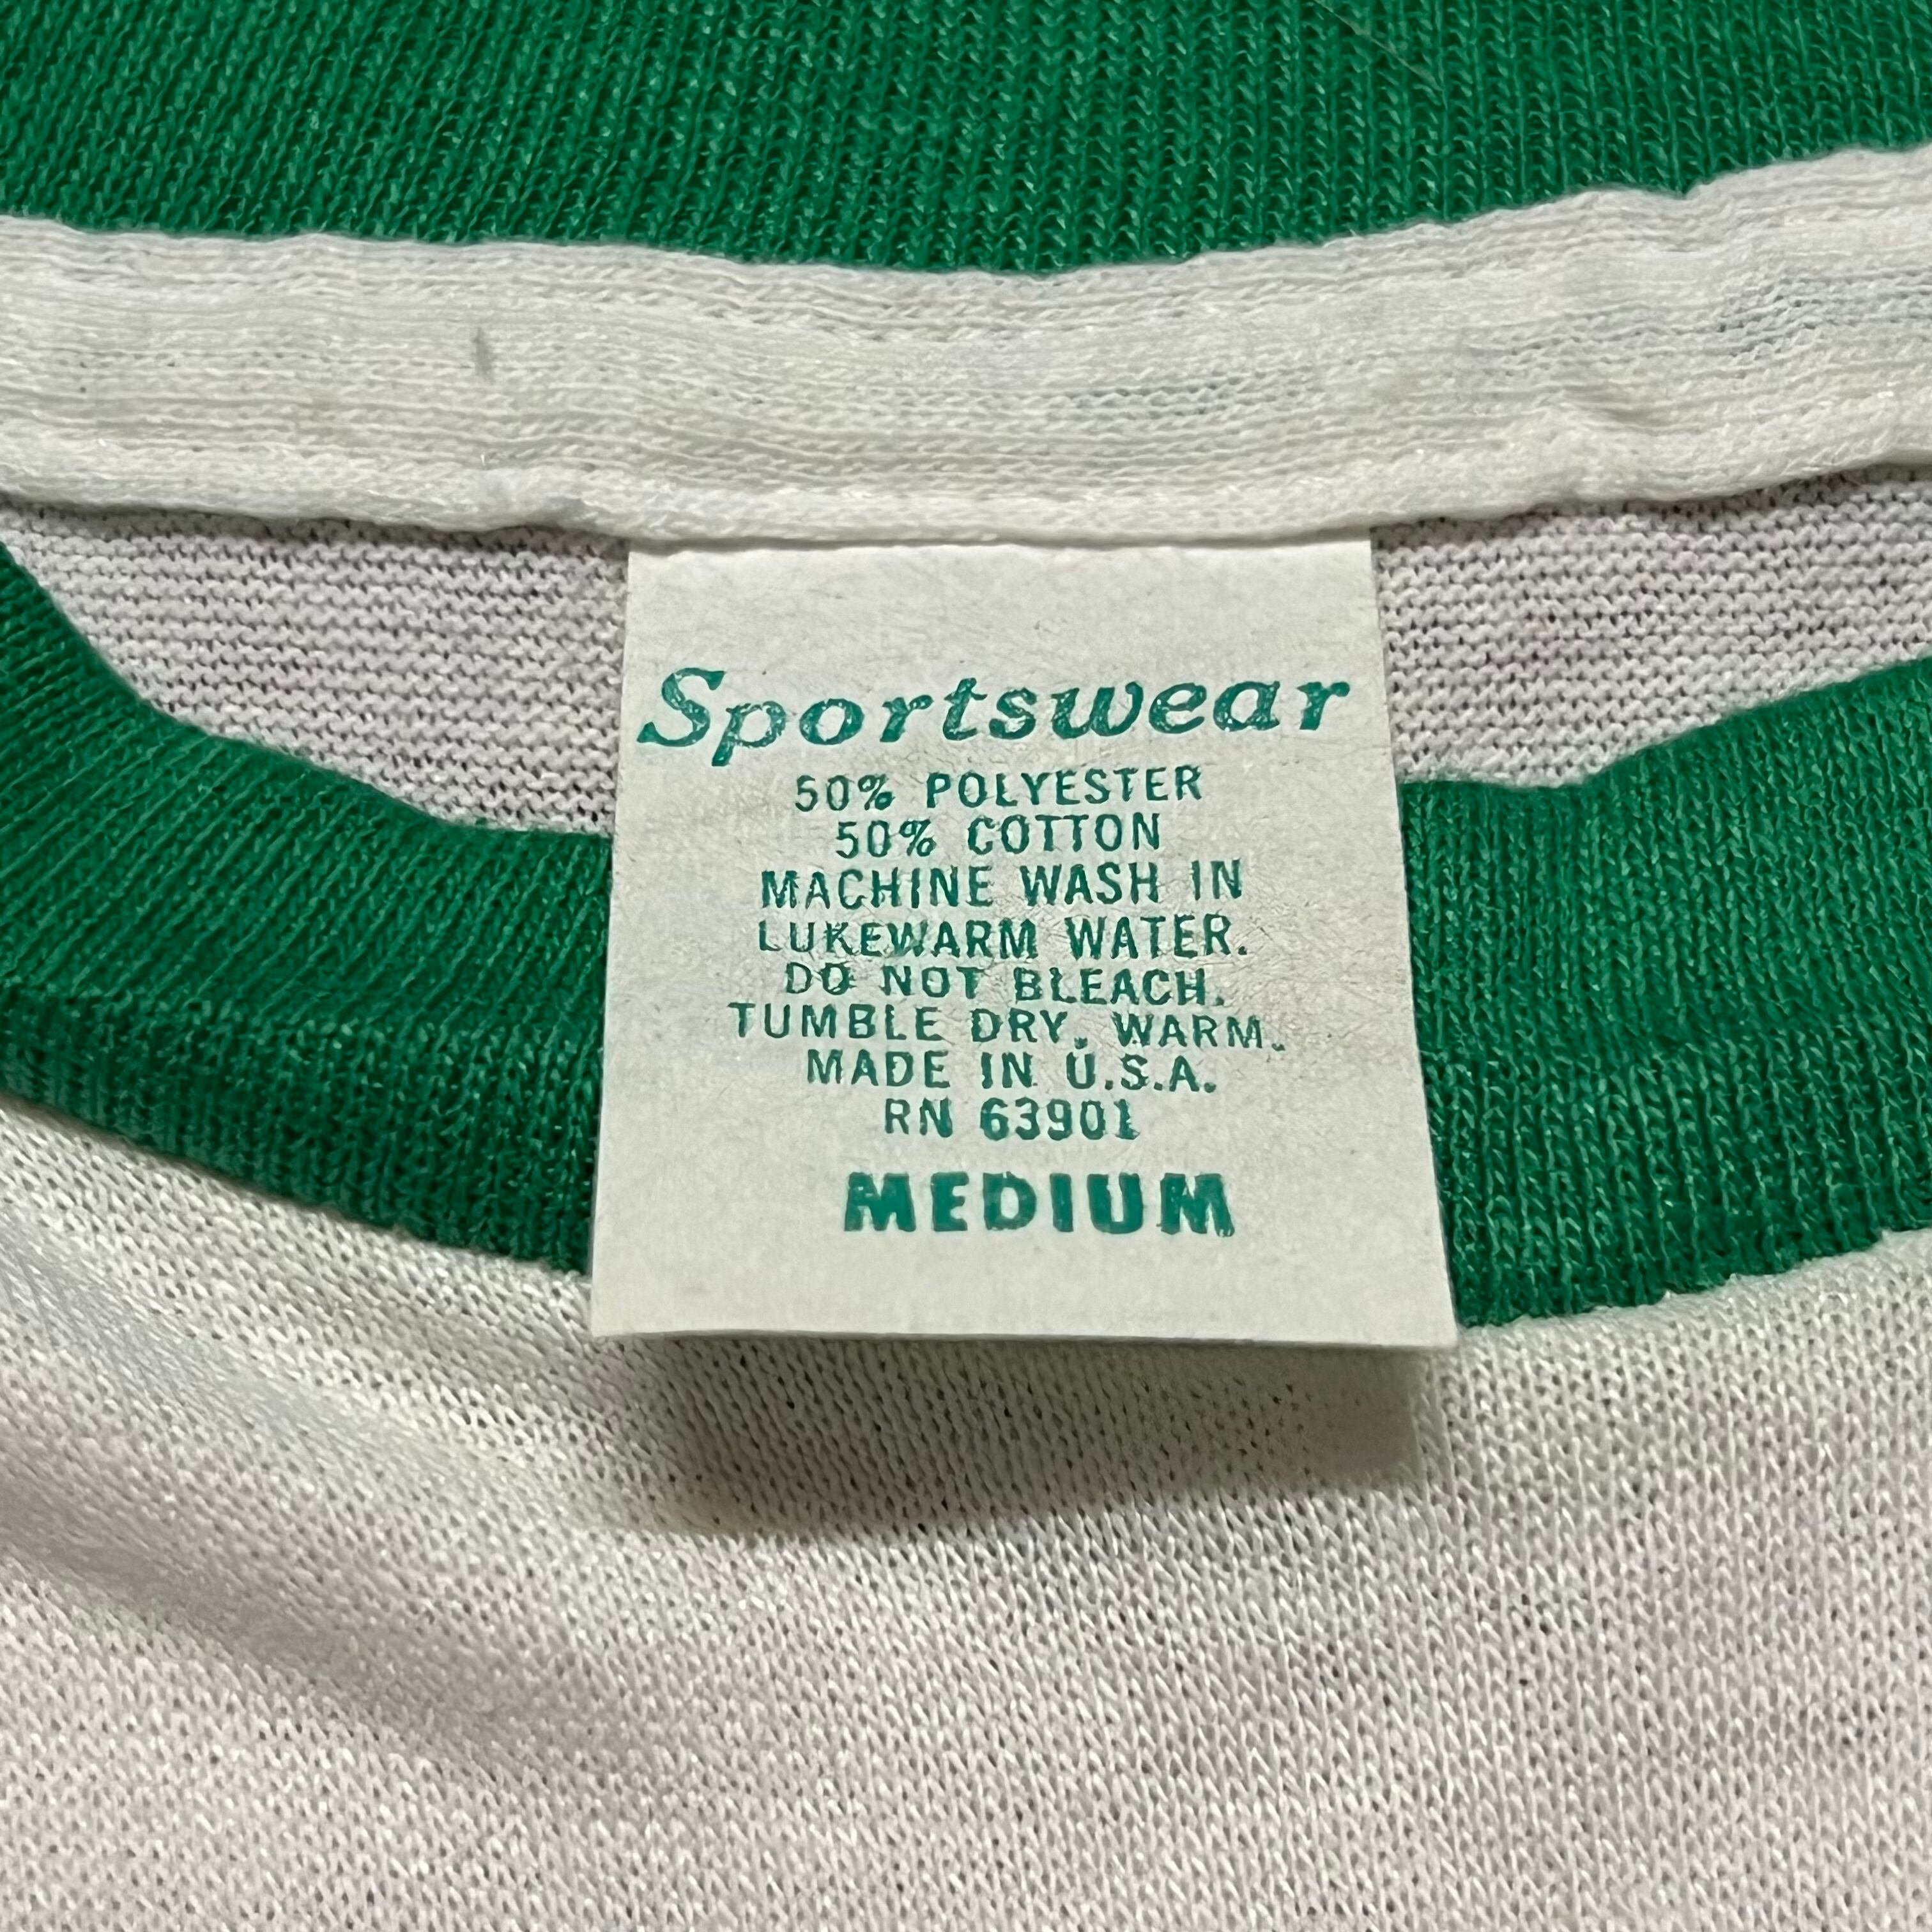 Sportswear
50% POLYESTER
50% COTTON
MACHINE WASH IN
LUKEWARM WATER.
DO NOT BLEACH.
TUMBLE DRY, WARM.
MADE IN U.S.A.
RN 63901
MEDIUM